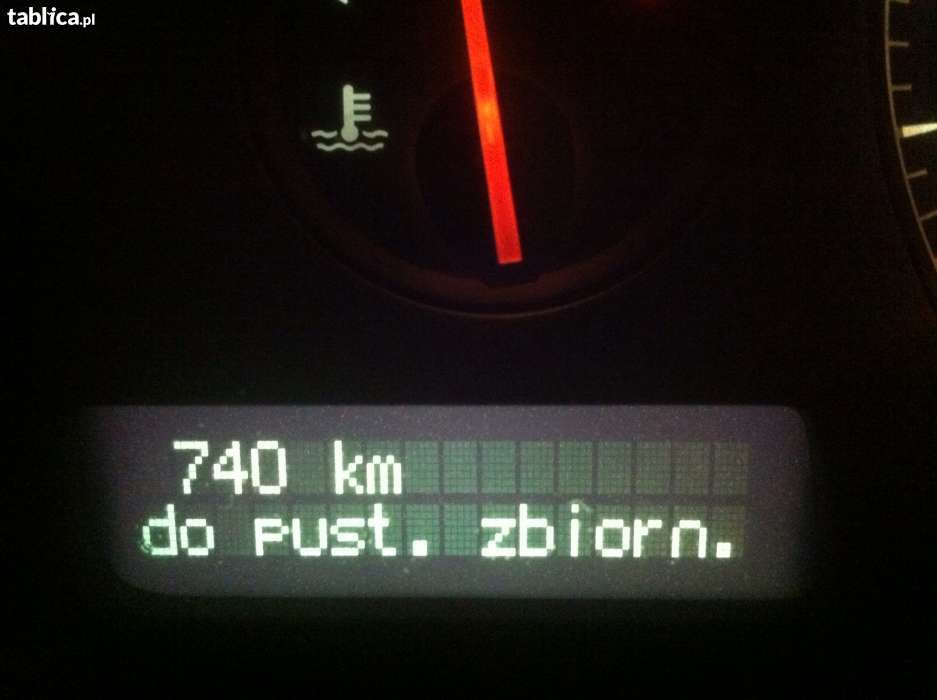 tablica.pl
740 km
do pust. zbiorn.